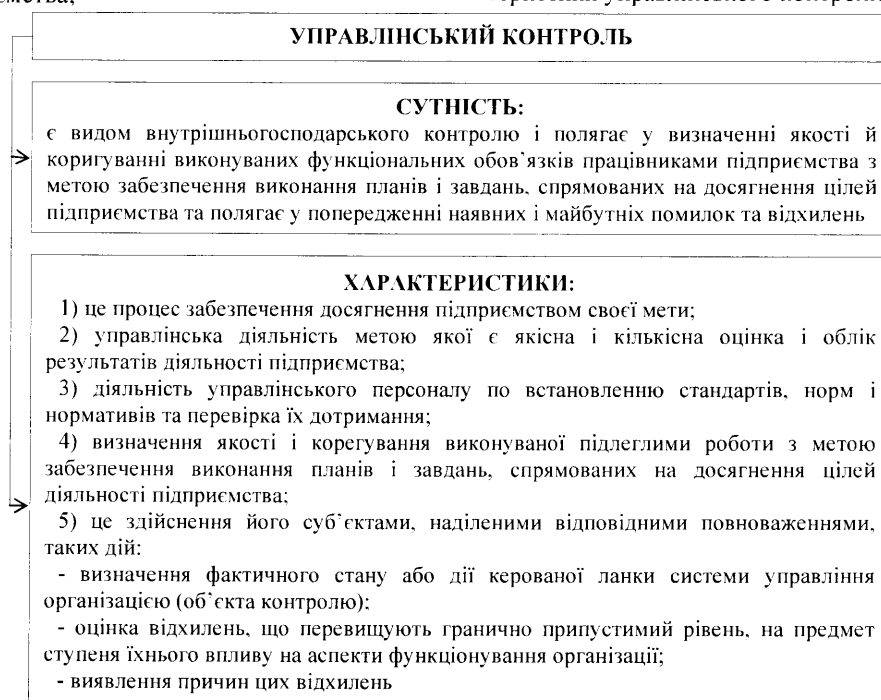 УПРАВЛІНСЬКИЙ КОНТРОЛЬ
СУТНІСТЬ:
є видом внутрішньогосподарського контролю і полягає у визначенні якості й
коригуванні виконуваних функціональних обов'язків працівниками підприємства з
метою забезпечення виконання планів і завдань, спрямованих на досягнення цілей
підприємства та полягає у попередженні наявних і майбутніх помилок та відхилень
ХАРАКТЕРИСТИКИ:
1) це процес забезпечення досягнення підприємством своєї мети;
2) управлінська діяльність метою якої є якісна і кількісна оцінка і облік
результатів діяльності підприємства;
3) діяльність управлінського персоналу по встановленню стандартів, норм і
нормативів та перевірка їх дотримання;
4) визначення якості і корегування виконуваної підлеглими роботи з метою
забезпечення виконання планів і завдань, спрямованих на досягнення цілей
діяльності підприємства;
5) це здійснення його суб'єктами, наділеними відповідними повноваженнями,
таких дій:
- визначення фактичного стану або дії керованої ланки системи управління
організацією (об'єкта контролю);
- оцінка відхилень, що перевищують гранично припустимий рівень, на предмет
ступеня їхнього впливу на аспекти функціонування організації;
- виявлення причин цих відхилень